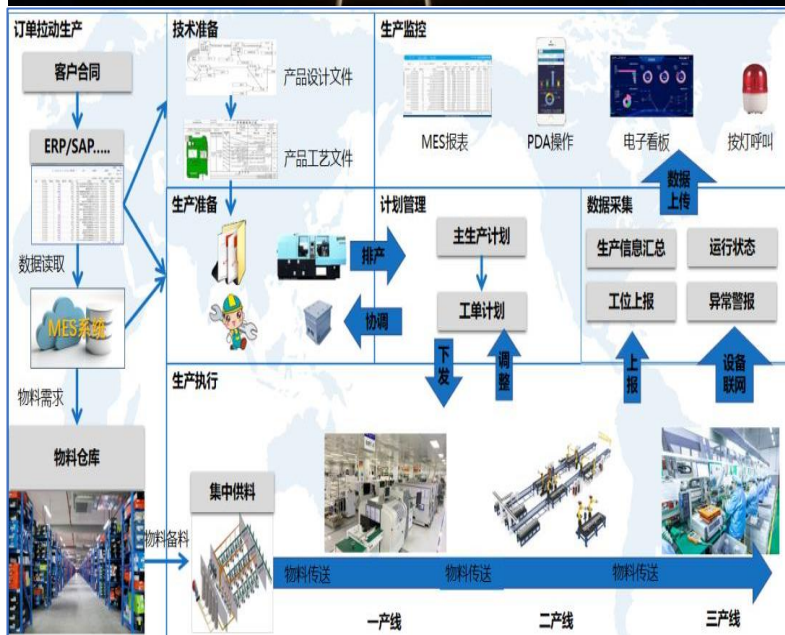 订单拉动生产
客户合同
ERP/SAP.....
数据读取
MES系统
物料需求
物料仓库
物料备料
技术准备
产品设计文件
产品工艺文件
生产准备
排产
协调
计划管理
主生产计划
工单计划
下发
调整
生产监控
MES报表
PDA操作
电子看板
按灯呼叫
数据
上传
数据采集
生产信息汇总
运行状态
工位上报
异常警报
上报
设备
联网
生产执行
集中供料
物料传送
物料传送
物料传送
一产线
二产线
三产线